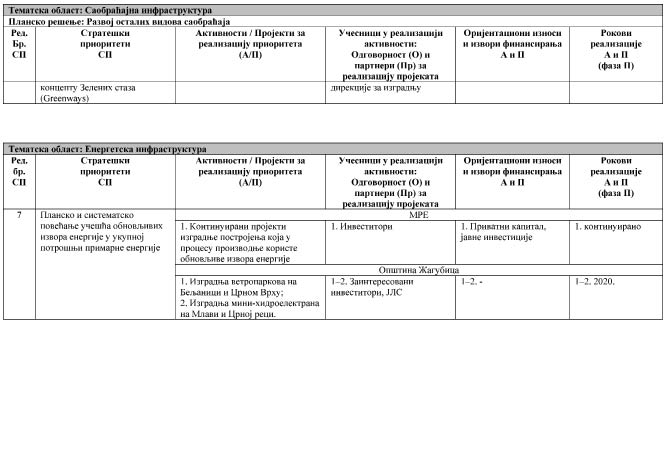 Тематска област: Саобраћајна инфраструктура
Планско решење: Развој осталих видова саобраћаја
Ред. Бр. СП
Стратешки приоритети СП
Активности / Пројекти за реализацију приоритета (А/П)
Учесници у реализацији активности: Одговорност (О) и партнери (Пр) за реализацију пројеката
Оријентациони износи и извори финансирања А и П
Рокови реализације А и П (фаза П)
концепту Зелених стаза (Greenways)
дирекције за изградњу
Тематска област: Енергетска инфраструктура
Ред. бр. СП
Стратешки приоритети СП
Активности / Пројекти за реализацију приоритета (А/П)
Учесници у реализацији активности: Одговорност (О) и партнери (Пр) за реализацију пројеката
Оријентациони износи и извори финансирања А и П
Рокови реализације А и П (фаза П)
7
Планско и систематско повећање учешћа обновљивих извора енергије у укупној потрошњи примарне енергије
МРЕ
1. Континуирани пројекти изградње постројења која у процесу производње користе обновљиве извора енергије
1. Инвеститори
1. Приватни капитал, јавне инвестиције
1. континуирано
Општина Жагубица
1. Изградња ветропаркова на Бељаници и Црном Врху;
2. Изградња мини-хидроелектрана на Млави и Црној реци.
1–2. Заинтересовани инвеститори, ЈЛС
1–2. -
1–2. 2020.